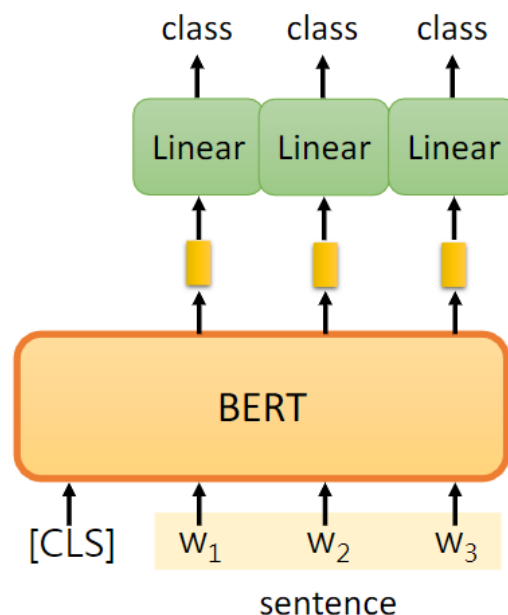 class class class
Linear Linear Linear
BERT
[CLS] w₁ w₂ w₃
sentence